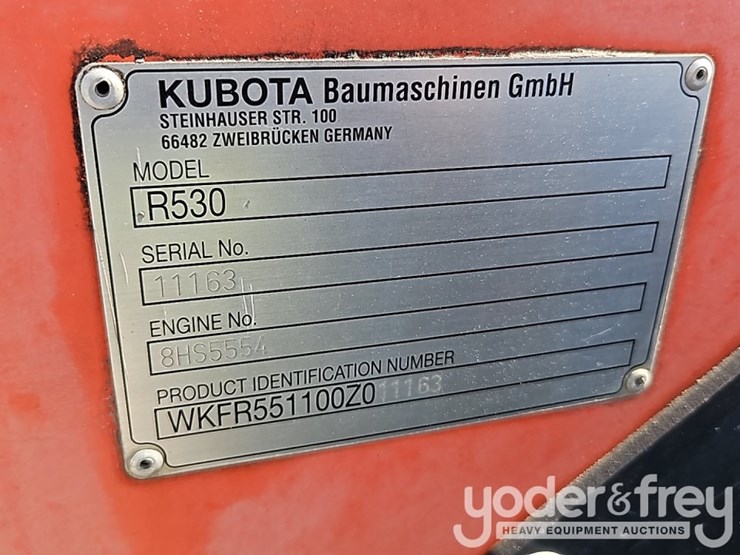 KUBOTA Baumaschinen GmbH
STEINHAUSER STR. 100
66482 ZWEIBRÜCKEN GERMANY
MODEL
R530
SERIAL No.
11163
ENGINE No.
8HS5554
PRODUCT IDENTIFICATION NUMBER
WKFR551100Z011163
yoder&frey
HEAVY EQUIPMENT AUCTIONS